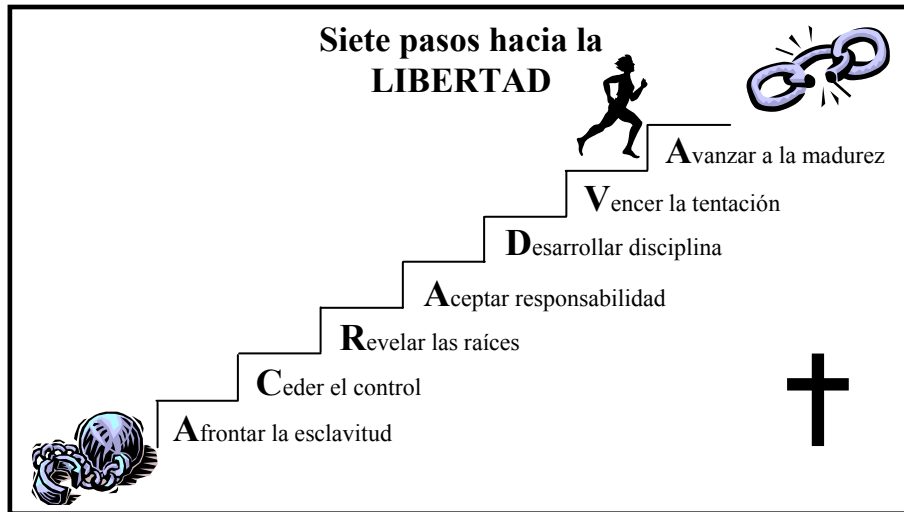 Siete pasos hacia la
LIBERTAD
Avanzar a la madurez
Vencer la tentación
Desarrollar disciplina
Aceptar responsabilidad
Revelar las raíces
Ceder el control
Afrontar la esclavitud